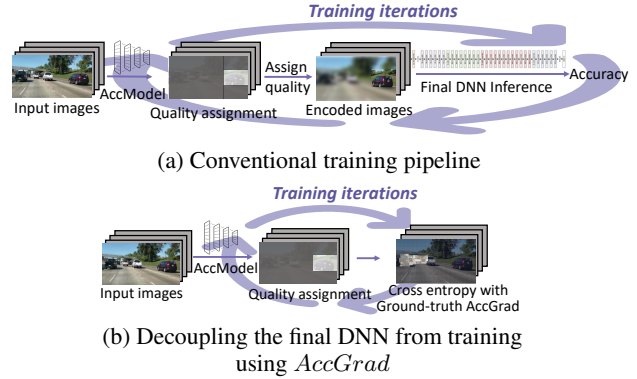 Training iterations
Input images
AccModel
Quality assignment
Assign
quality
Encoded images
Final DNN Inference
Accuracy
(a) Conventional training pipeline
Training iterations
Input images
AccModel
Quality assignment
Cross entropy with
Ground-truth AccGrad
(b) Decoupling the final DNN from training
using AccGrad